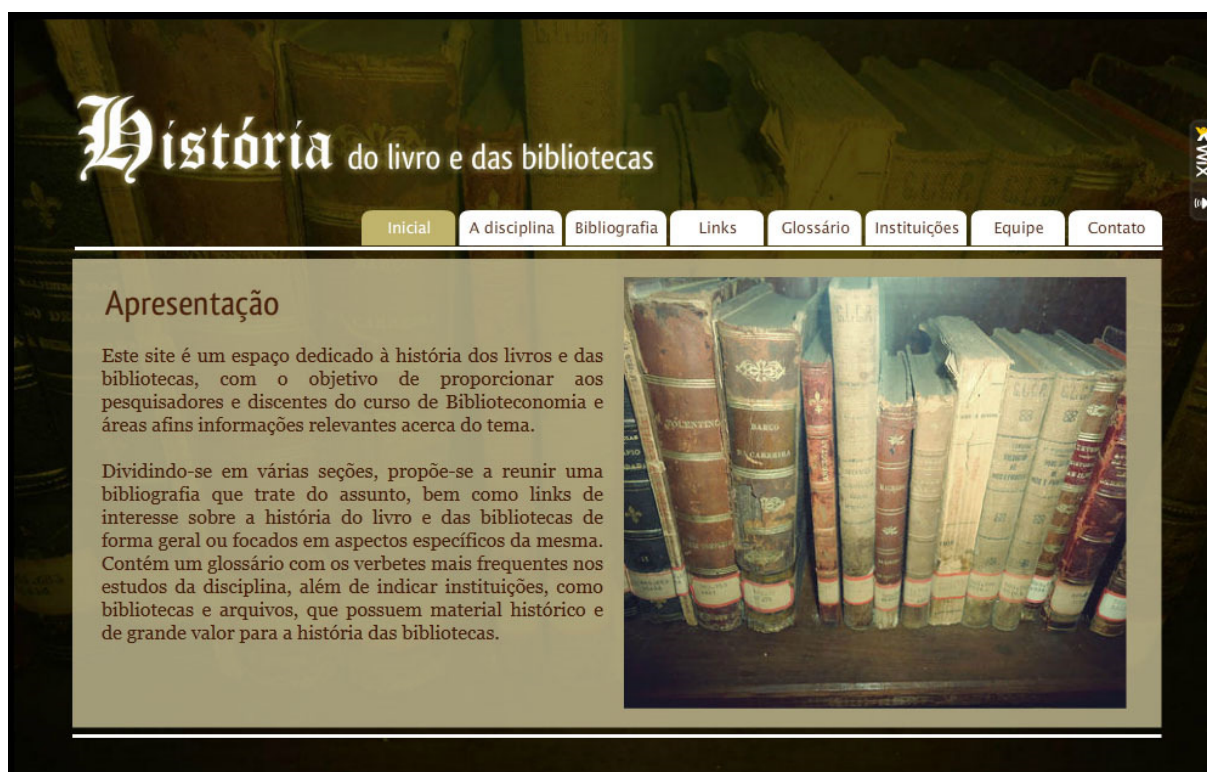 História do livro e das bibliotecas
WiX
Inicial
A disciplina
Bibliografia
Links
Glossário
Instituições
Equipe
Contato
Apresentação
Este site é um espaço dedicado à história dos livros e das
bibliotecas, com o objetivo de proporcionar aos
pesquisadores e discentes do curso de Biblioteconomia e
áreas afins informações relevantes acerca do tema.
Dividindo-se em várias seções, propõe-se a reunir uma
bibliografia que trate do assunto, bem como links de
interesse sobre a história do livro e das bibliotecas de
forma geral ou focados em aspectos específicos da mesma.
Contém um glossário com os verbetes mais frequentes nos
estudos da disciplina, além de indicar instituições, como
bibliotecas e arquivos, que possuem material histórico e
de grande valor para a história das bibliotecas.
BARCO